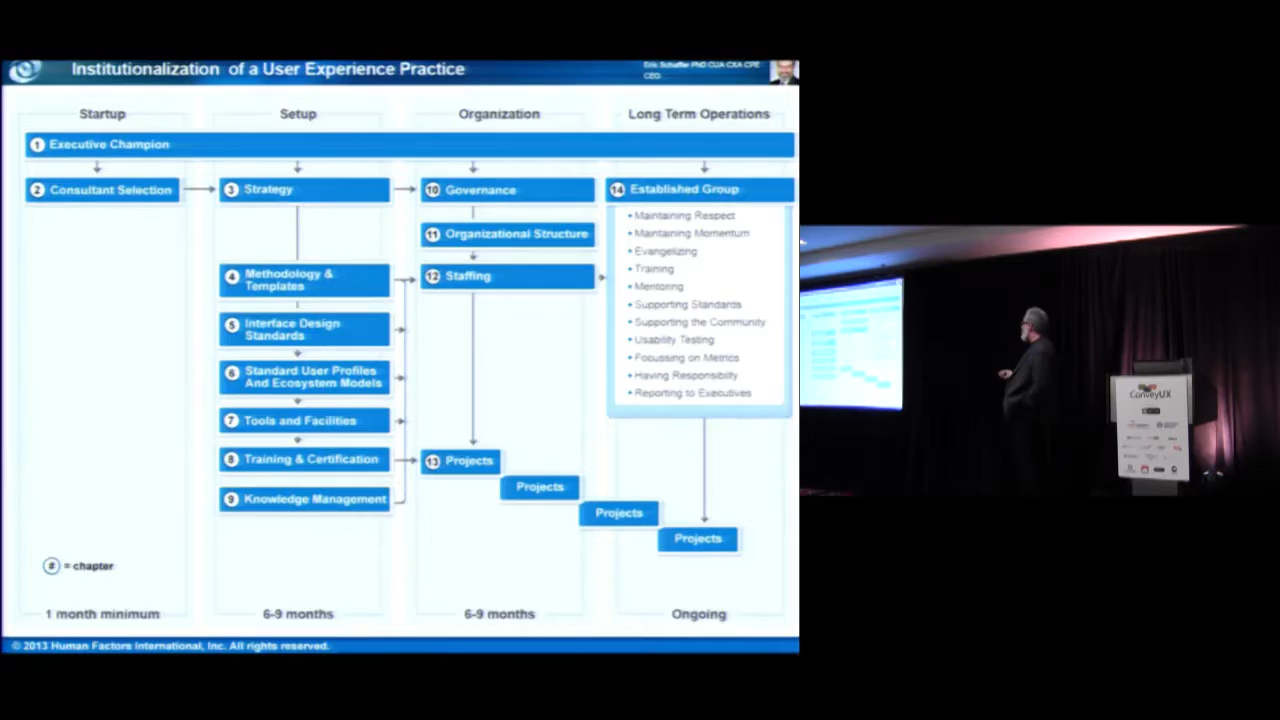 Institutionalization of a User Experience Practice
Eric Schaffer PhD CUA CXA CPE
CEO
Startup
Setup
Organization
Long Term Operations
1 Executive Champion
2 Consultant Selection
3 Strategy
10 Governance
14 Established Group
11 Organizational Structure
4 Methodology &
Templates
12 Staffing
5 Interface Design
Standards
6 Standard User Profiles
And Ecosystem Models
7 Tools and Facilities
8 Training & Certification
9 Knowledge Management
13 Projects
Projects
Projects
Projects
• Maintaining Respect
• Maintaining Momentum
• Evangelizing
• Training
• Mentoring
• Supporting Standards
• Supporting the Community
• Usability Testing
• Focussing on Metrics
• Having Responsibilty
• Reporting to Executives
# = chapter
1 month minimum
6-9 months
6-9 months
Ongoing
© 2013 Human Factors International, Inc. All rights reserved.
ConveyUX